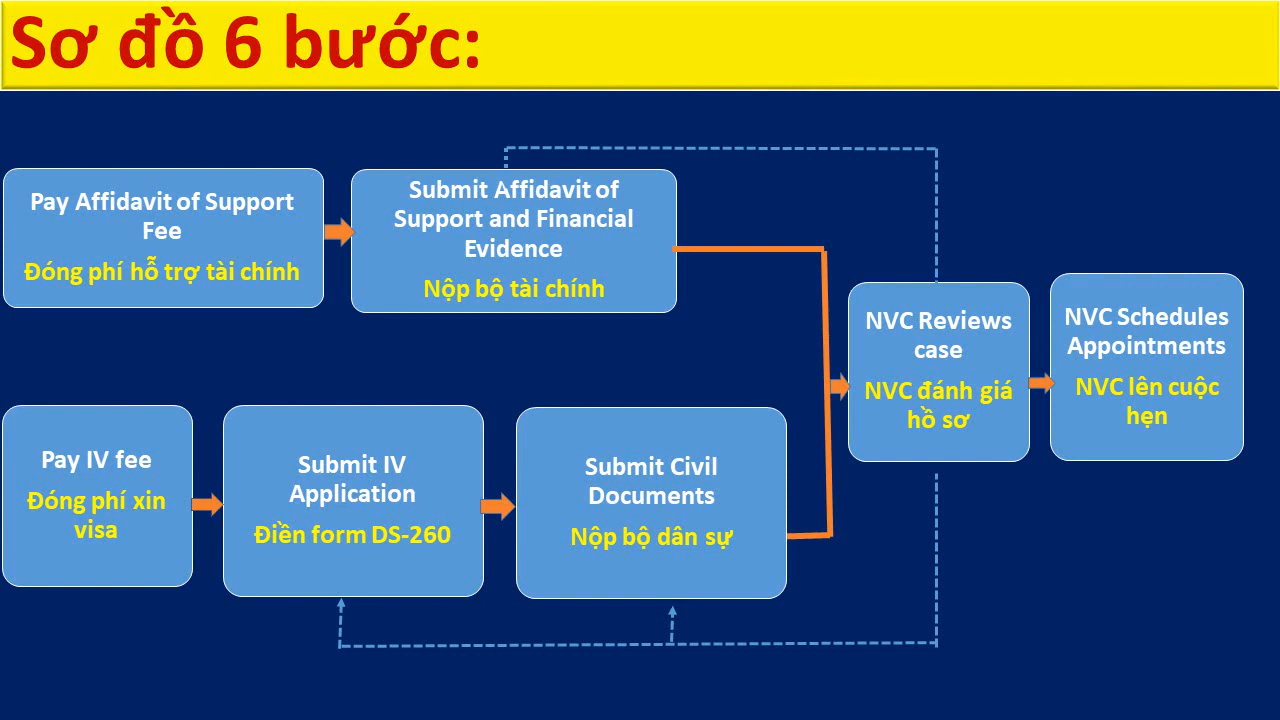 Sơ đồ 6 bước:
Pay Affidavit of Support
Fee
Đóng phí hỗ trợ tài chính
Submit Affidavit of
Support and Financial
Evidence
Nộp bộ tài chính
NVC Reviews
case
NVC đánh giá
hồ sơ
NVC Schedules
Appointments
NVC lên cuộc
hẹn
Pay IV fee
Đóng phí xin
visa
Submit IV
Application
Điền form DS-260
Submit Civil
Documents
Nộp bộ dân sự